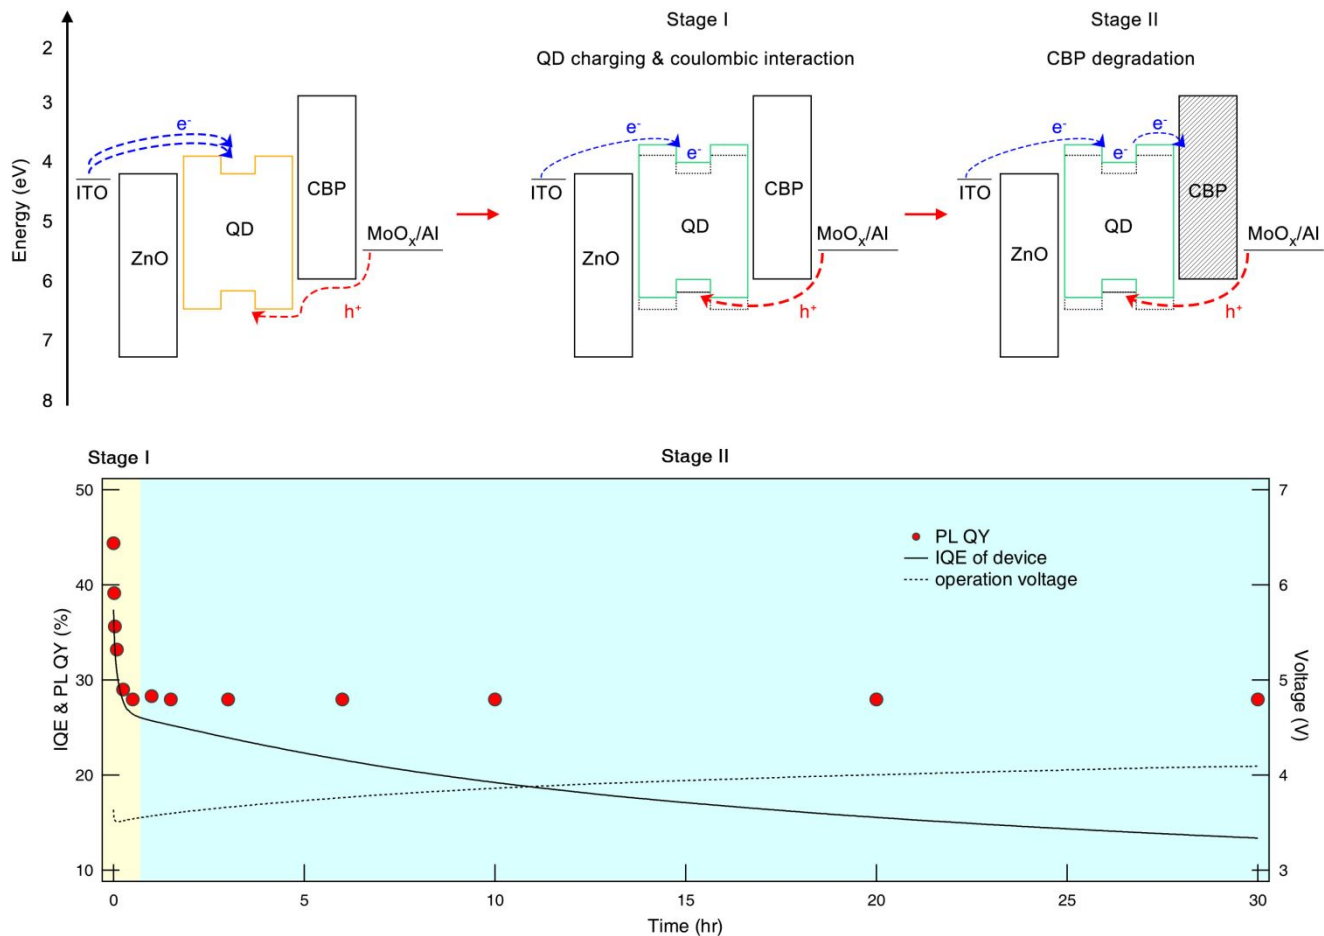 Stage I
Stage II
QD charging & coulombic interaction
CBP degradation
Energy (eV)
2
3
4
5
6
7
8
e-
ITO
ZnO
QD
CBP
MoOx/Al
h+
e-
e-
ITO
ZnO
QD
CBP
MoOx/Al
h+
e-
e-
e-
ITO
ZnO
QD
CBP
MoOx/Al
h+
Stage I
Stage II
IQE & PL QY (%)
50
40
30
20
10
PL QY
IQE of device
operation voltage
7
6
5
4
3
Voltage (V)
0
5
10
15
20
25
30
Time (hr)